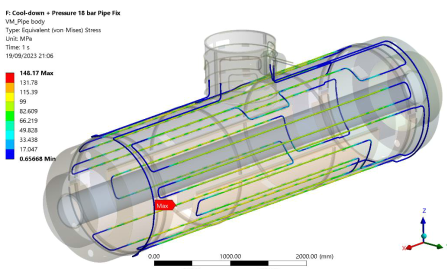 F: Cool-down + Pressure 18 bar Pipe Fix
VM_Pipe body
Type: Equivalent (von Mises) Stress
Unit: MPa
Time: 1 s
19/09/2023 21:06
148.17 Max
131.78
115.39
99
82.609
66.219
49.828
33.438
17.047
0.65668 Min
Max
Z
X
0.00
1000.00
2000.00 (mm)